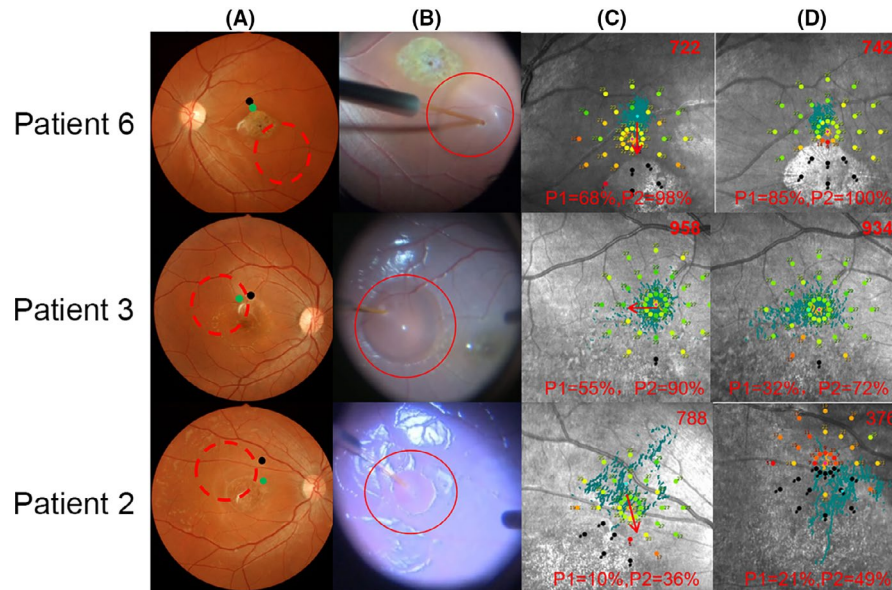 (A) (B) (C) (D)
Patient 6
722
742
P1=68%,P2=98%
P1=85%,P2=100%
Patient 3
958
934
P1=55%, P2=90%
P1=32%, P2=72%
Patient 2
788
P1=10%,P2=36%
P1=21%,P2=49%